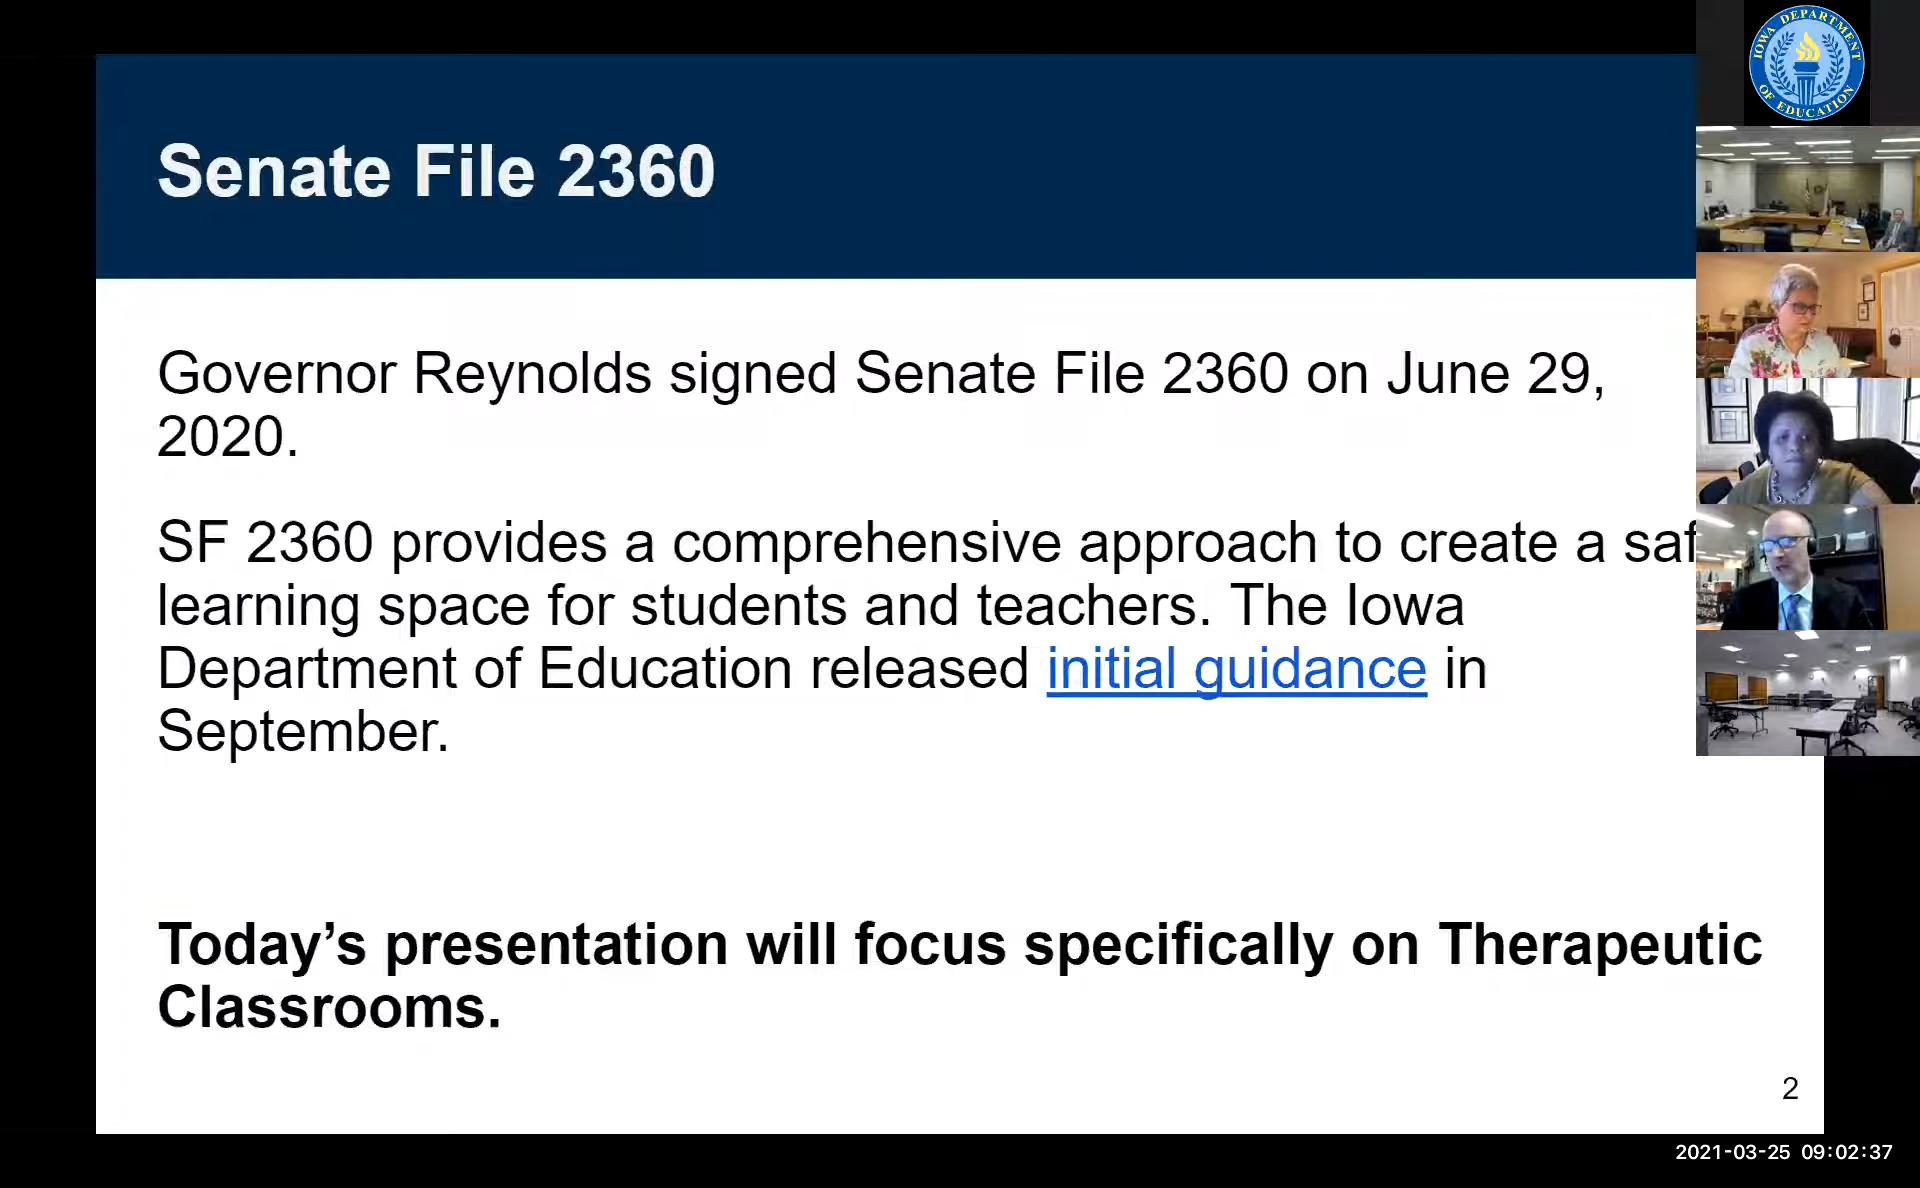 IOWA DEPARTMENT
OF EDUCATION
Senate File 2360
Governor Reynolds signed Senate File 2360 on June 29,
2020.
SF 2360 provides a comprehensive approach to create a saf
learning space for students and teachers. The Iowa
Department of Education released initial guidance in
September.
Today’s presentation will focus specifically on Therapeutic
Classrooms.
2
2021-03-25 09:02:37